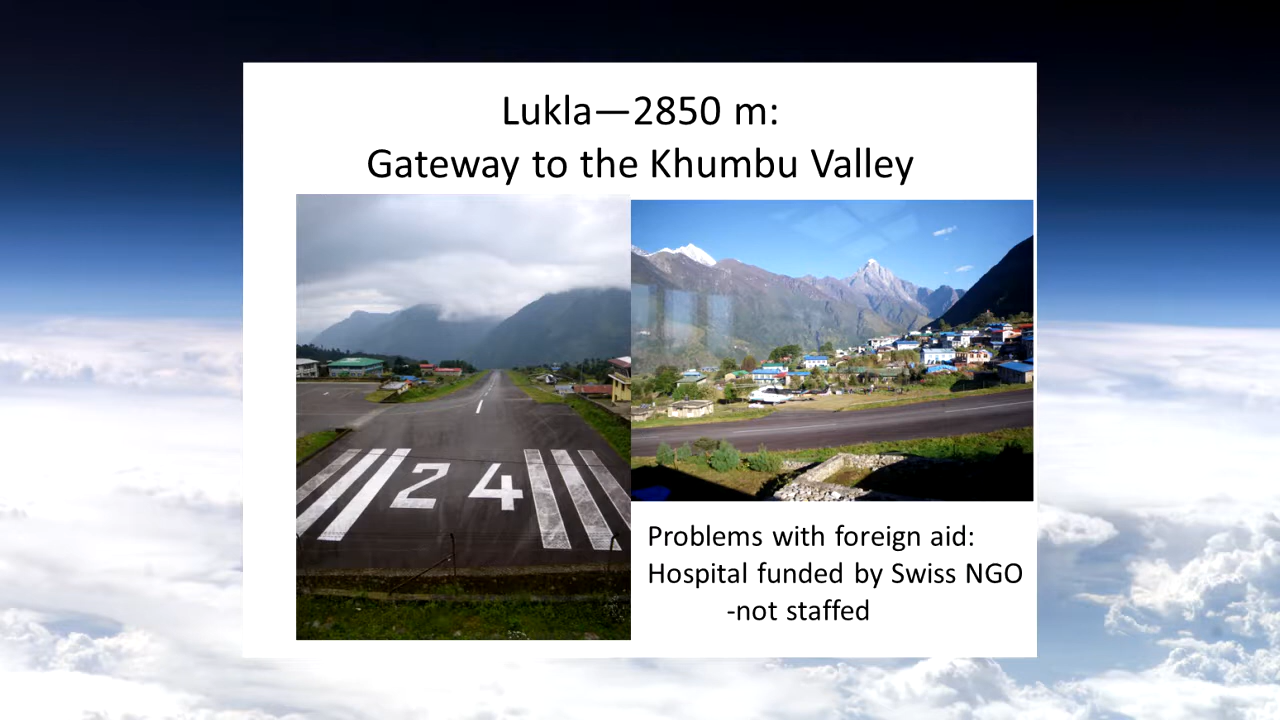 Lukla—2850 m:
Gateway to the Khumbu Valley
24
Problems with foreign aid:
Hospital funded by Swiss NGO
-not staffed